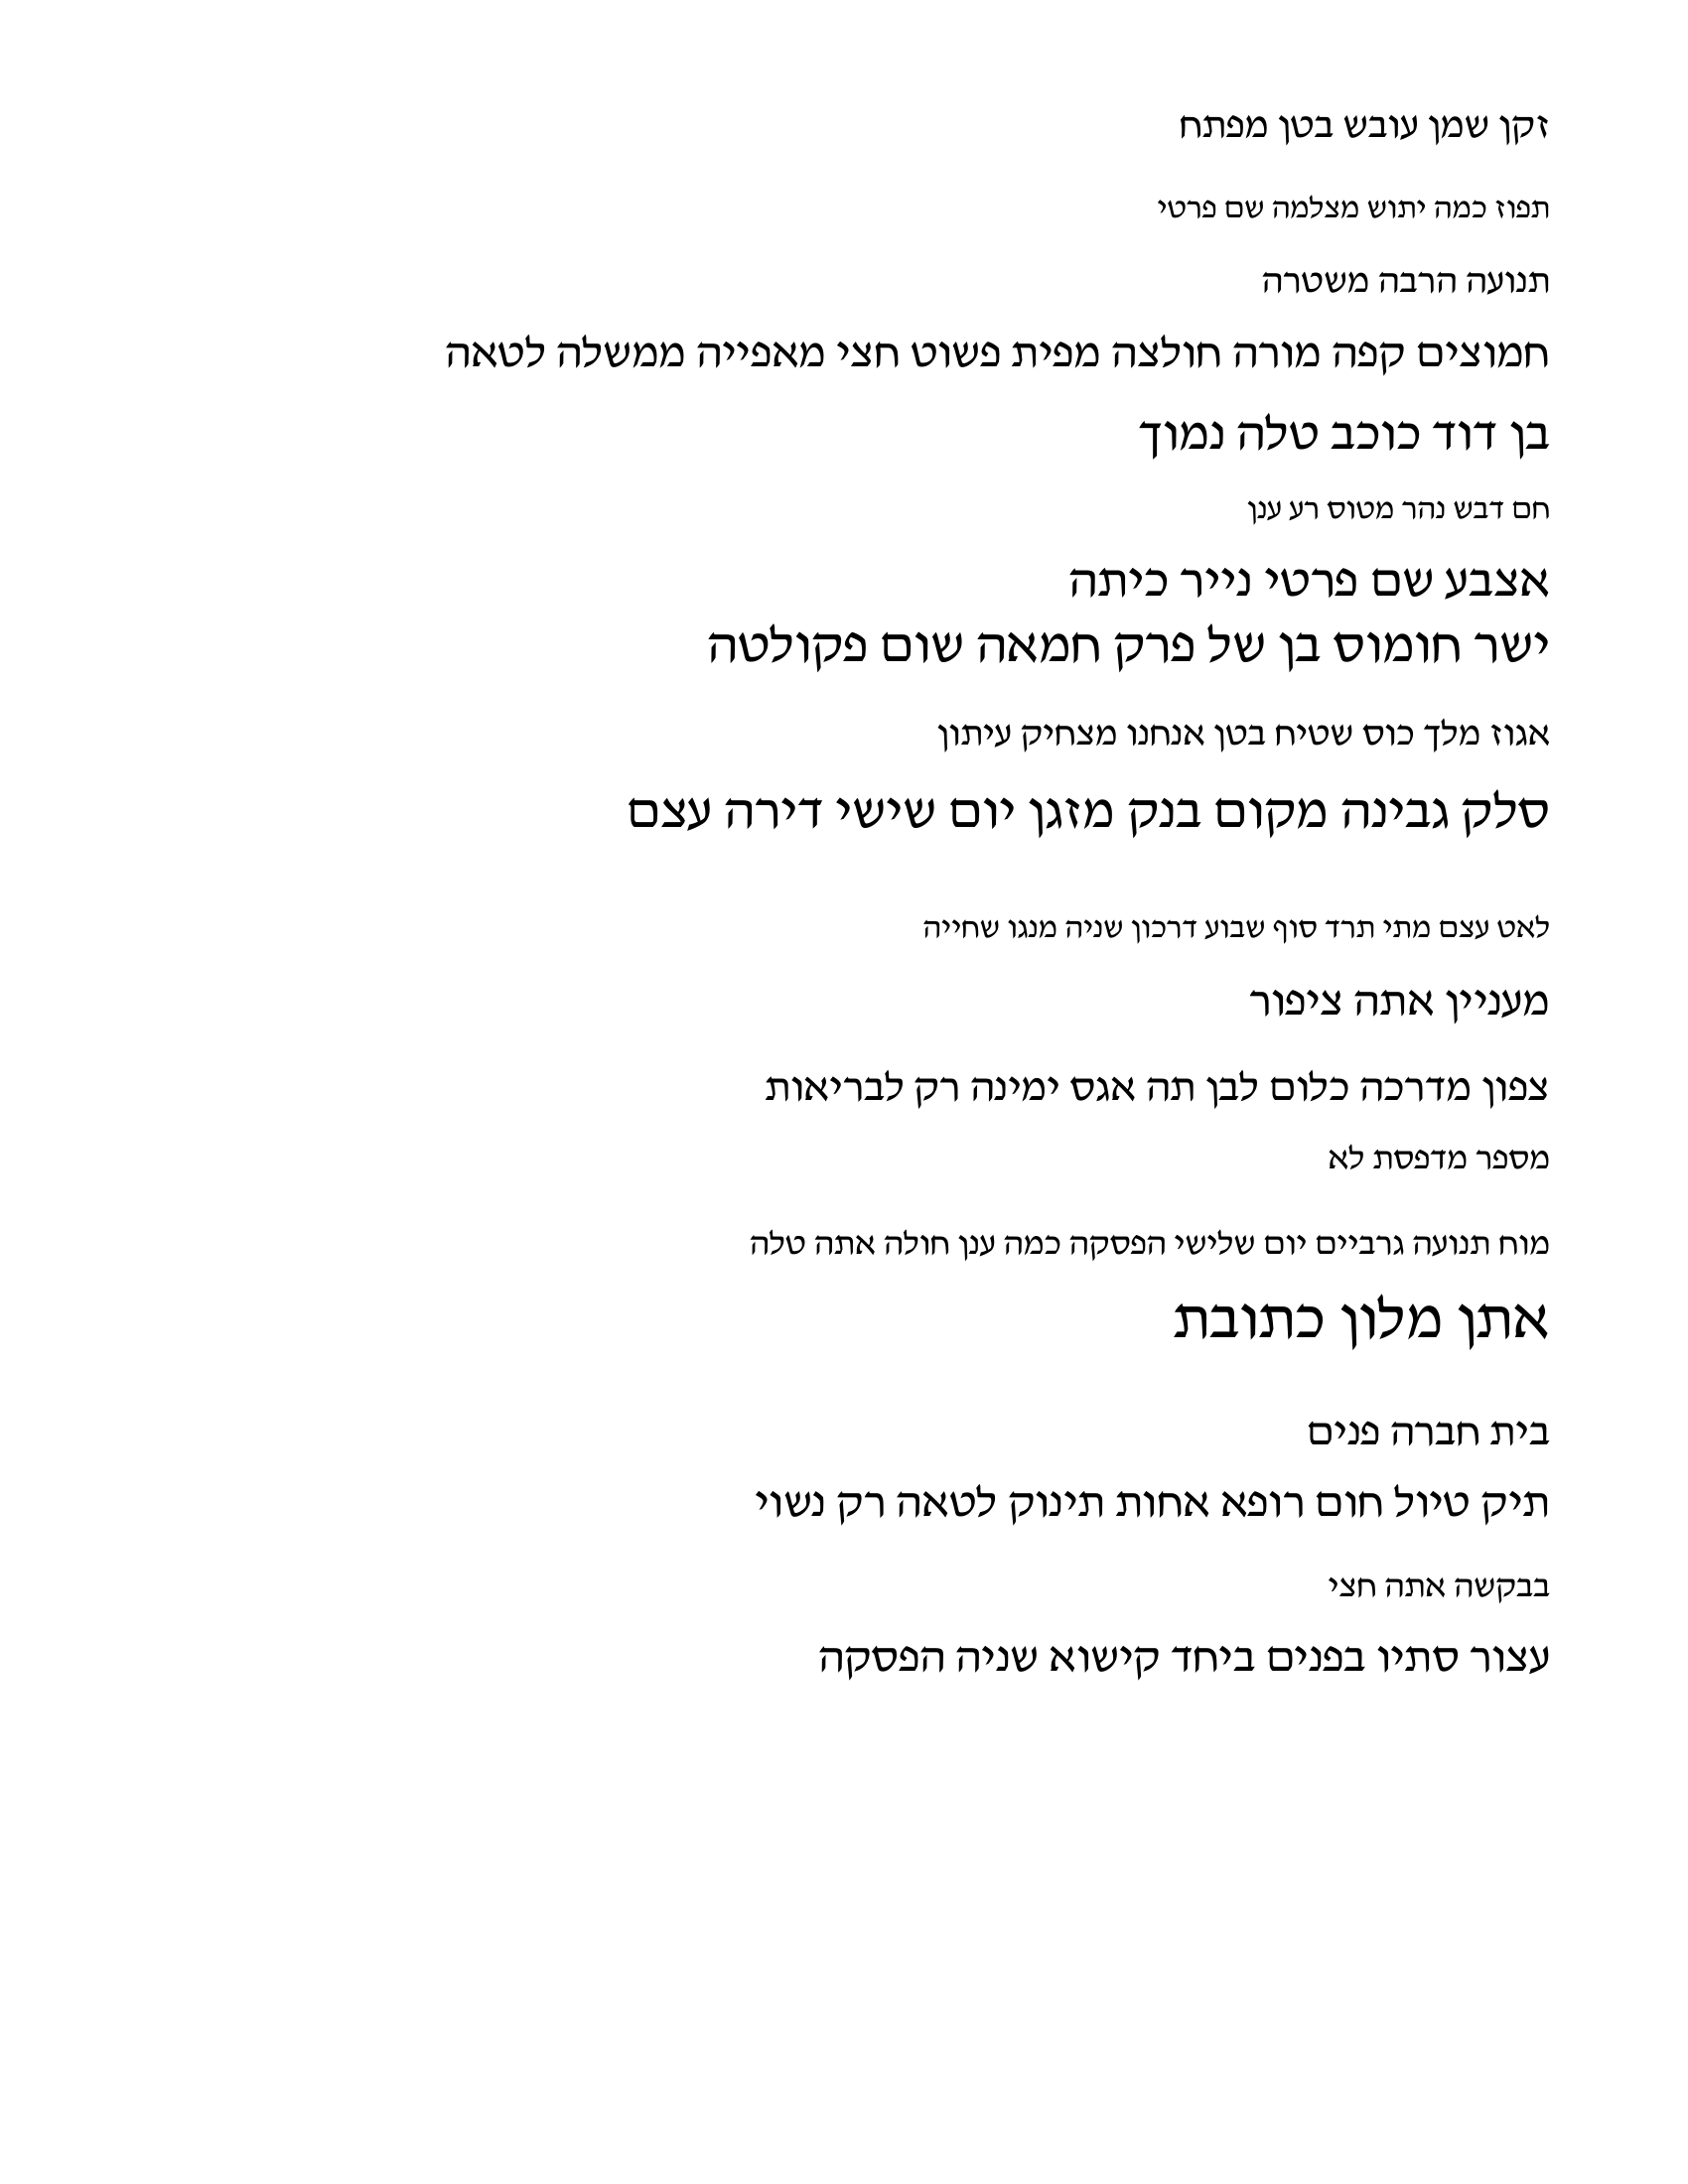 זקן שמן עובש בטן מפתח
תפוז כמה יתוש מצלמה שם פרטי
תנועה הרבה משטרה
חמוצים קפה מורה חולצה מפית פשוט חצי מאפייה ממשלה לטאה
בן דוד כוכב טלה נמוך
חם דבש נהר מטוס רע ענן
אצבע שם פרטי נייר כיתה
ישר חומוס בן של פרק חמאה שום פקולטה
אגוז מלך כוס שטיח בטן אנחנו מצחיק עיתון
סלק גבינה מקום בנק מזגן יום שישי דירה עצם
לאט עצם מתי תרד סוף שבוע דרכון שניה מנגו שחייה
מעניין אתה ציפור
צפון מדרכה כלום לבן תה אגס ימינה רק לבריאות
מספר מדפסת לא
מוח תנועה גרביים יום שלישי הפסקה כמה ענן חולה אתה טלה
אתן מלון כתובת
בית חברה פנים
תיק טיול חום רופא אחות תינוק לטאה רק נשוי
בבקשה אתה חצי
עצור סתיו בפנים ביחד קישוא שניה הפסקה